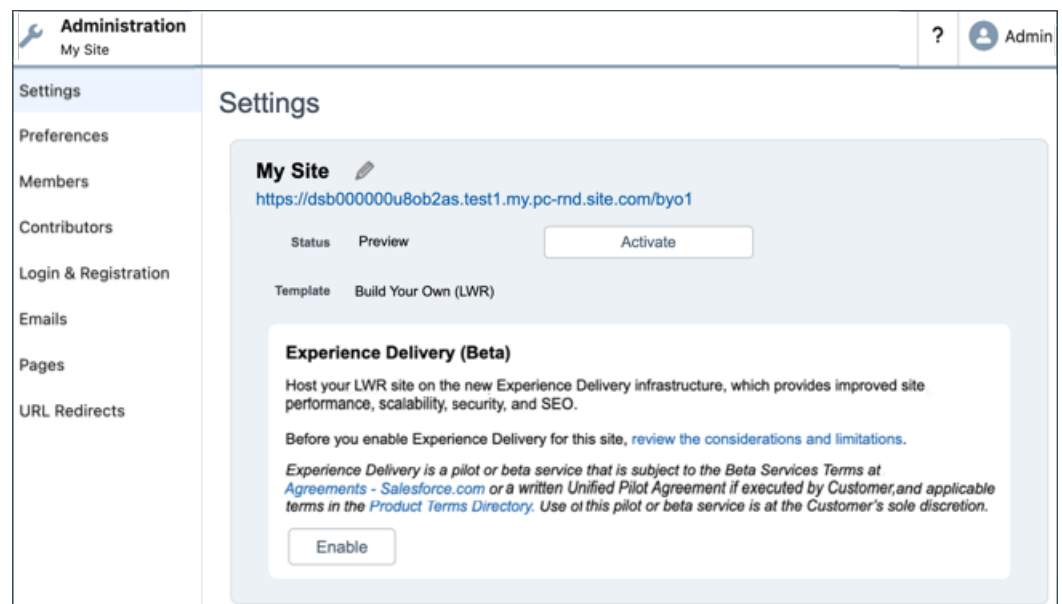 Administration
My Site
?
Admin
Settings
Preferences
Members
Contributors
Login & Registration
Emails
Pages
URL Redirects
Settings
My Site
https://dsb000000u8ob2as.test1.my.pc-rnd.site.com/byo1
Status Preview Activate
Template Build Your Own (LWR)
Experience Delivery (Beta)
Host your LWR site on the new Experience Delivery infrastructure, which provides improved site
performance, scalability, security, and SEO.
Before you enable Experience Delivery for this site, review the considerations and limitations.
Experience Delivery is a pilot or beta service that is subject to the Beta Services Terms at
Agreements - Salesforce.com or a written Unified Pilot Agreement if executed by Customer,and applicable
terms in the Product Terms Directory. Use of this pilot or beta service is at the Customer's sole discretion.
Enable